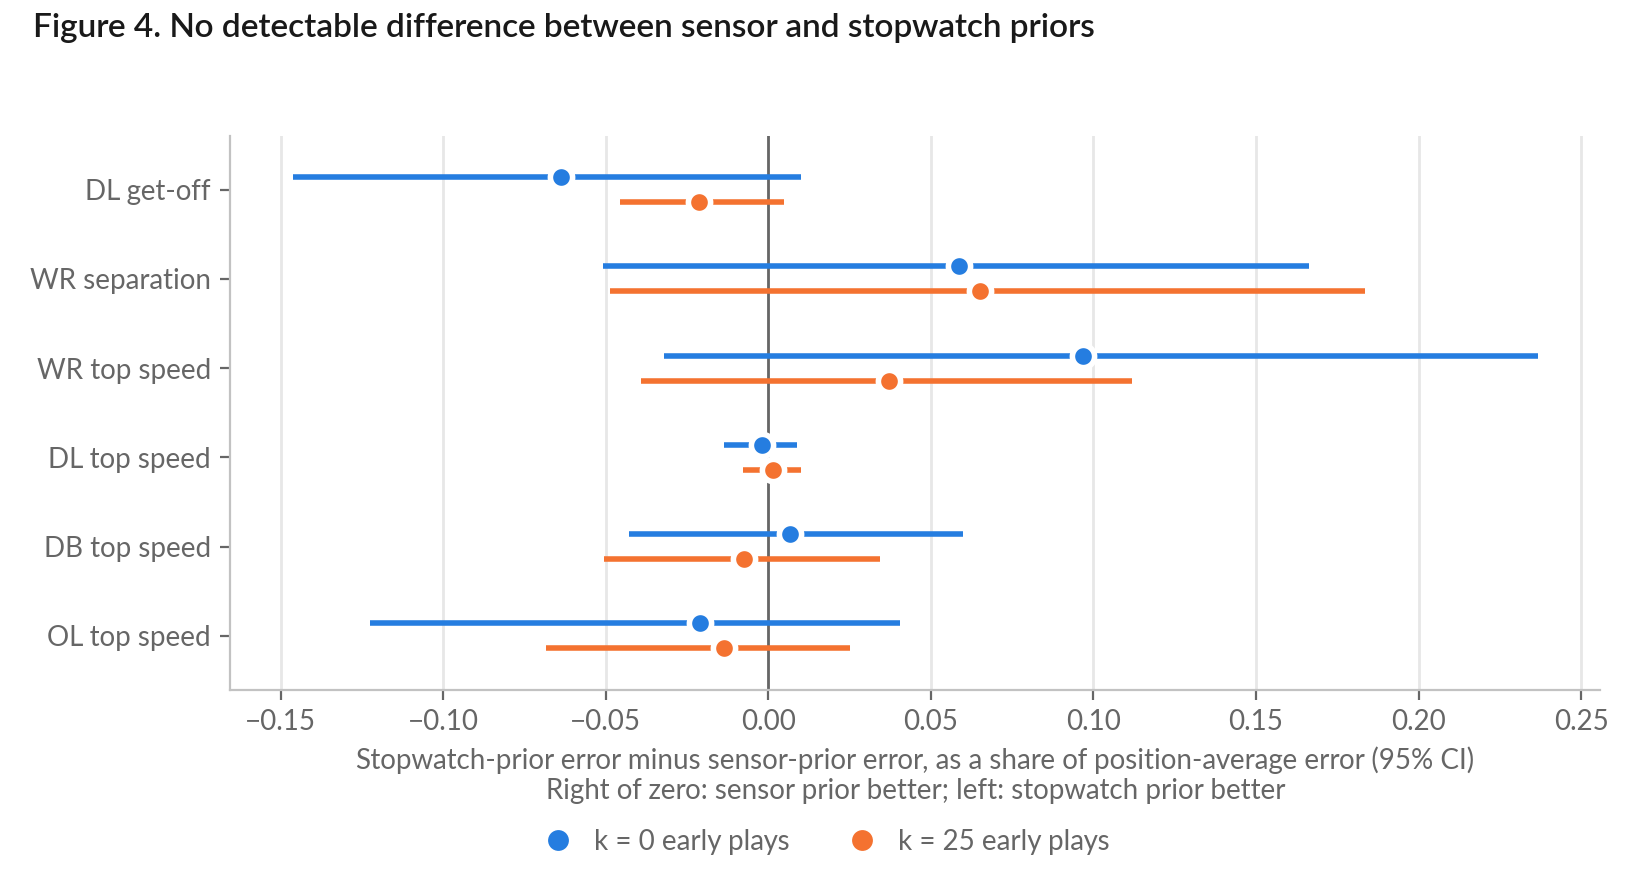 Figure 4. No detectable difference between sensor and stopwatch priors
DL get-off
WR separation
WR top speed
DL top speed
DB top speed
OL top speed
−0.15 −0.10 −0.05 0.00 0.05 0.10 0.15 0.20 0.25
Stopwatch-prior error minus sensor-prior error, as a share of position-average error (95% CI)
Right of zero: sensor prior better; left: stopwatch prior better
k = 0 early plays k = 25 early plays